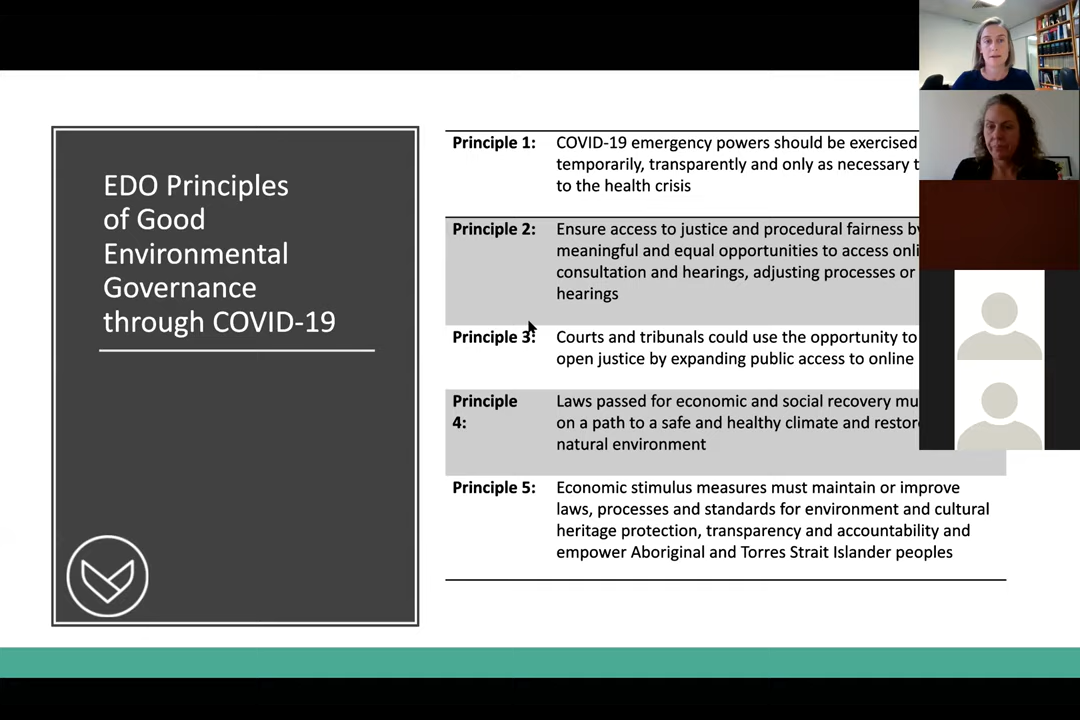 EDO Principles
of Good
Environmental
Governance
through COVID-19
Principle 1:
COVID-19 emergency powers should be exercised
temporarily, transparently and only as necessary
to the health crisis
Principle 2:
Ensure access to justice and procedural fairness
meaningful and equal opportunities to access
consultation and hearings, adjusting processes or
hearings
Principle 3:
Courts and tribunals could use the opportunity to
open justice by expanding public access to online
Principle
4:
Laws passed for economic and social recovery
on a path to a safe and healthy climate and
natural environment
Principle 5:
Economic stimulus measures must maintain or improve
laws, processes and standards for environment and cultural
heritage protection, transparency and accountability and
empower Aboriginal and Torres Strait Islander peoples